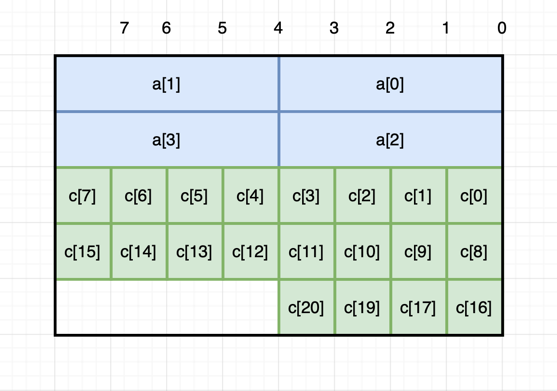 7 6 5 4 3 2 1 0
a[1] a[0]
a[3] a[2]
c[7] c[6] c[5] c[4] c[3] c[2] c[1] c[0]
c[15] c[14] c[13] c[12] c[11] c[10] c[9] c[8]
c[20] c[19] c[17] c[16]